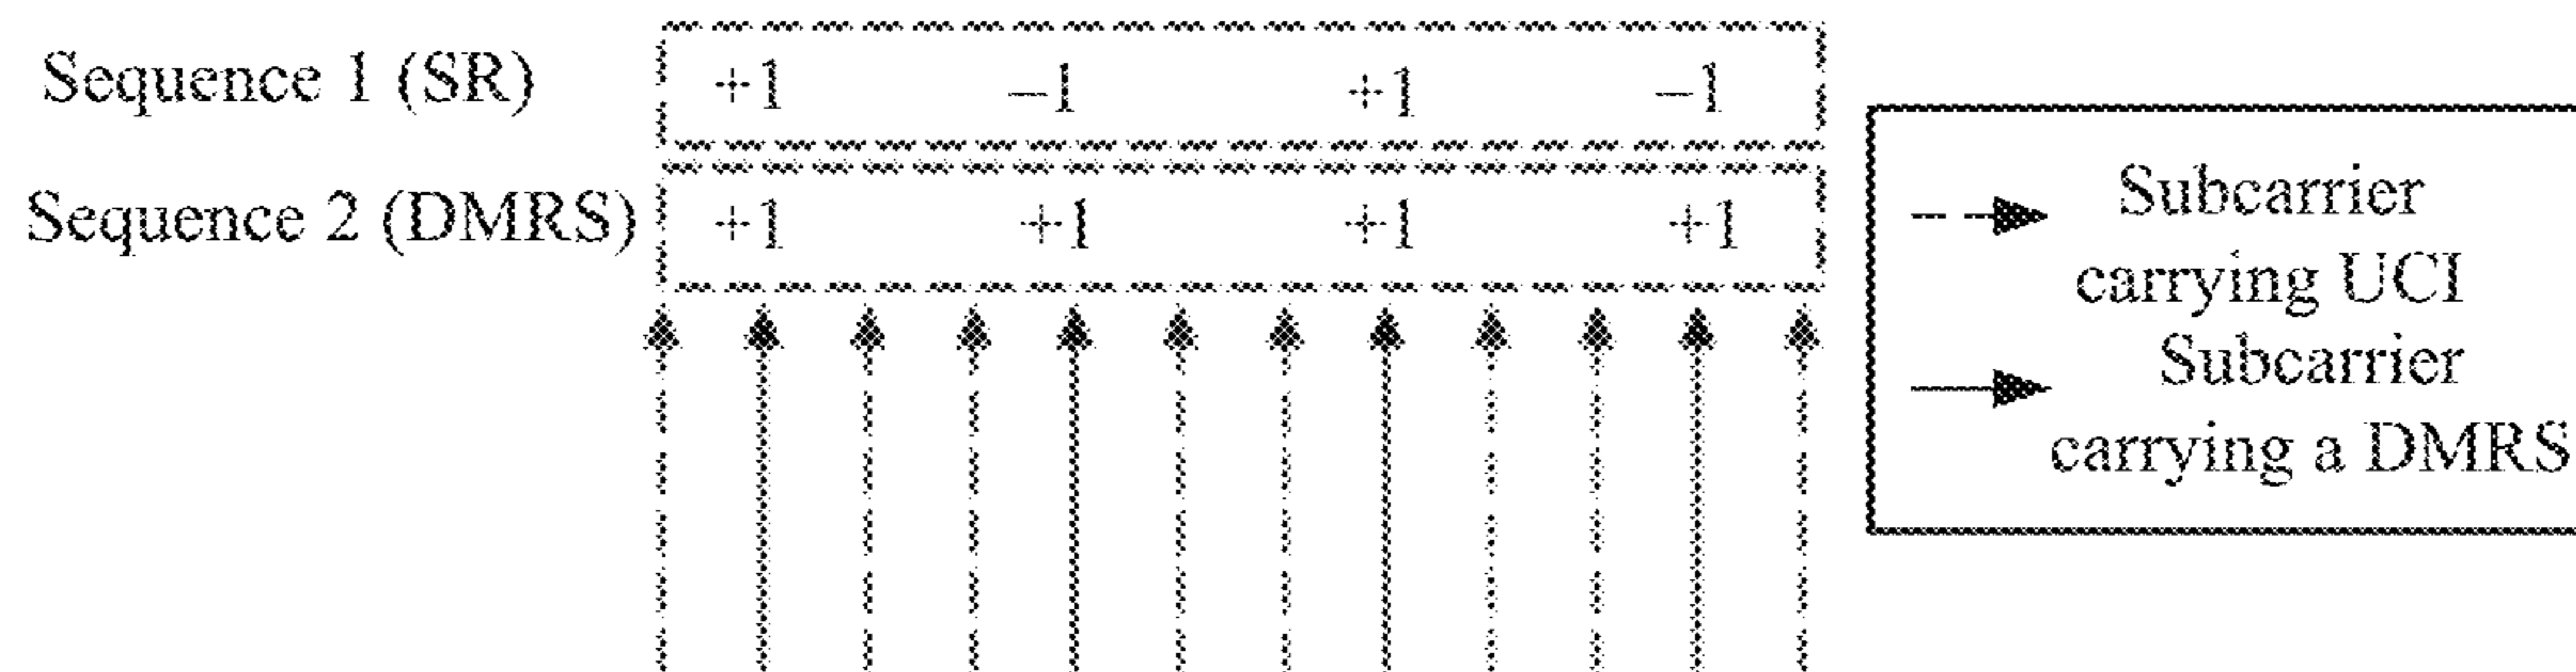 Sequence 1 (SR) +1 –1 +1 –1
Sequence 2 (DMRS) +1 +1 +1 +1
Subcarrier
carrying UCI
Subcarrier
carrying a DMRS